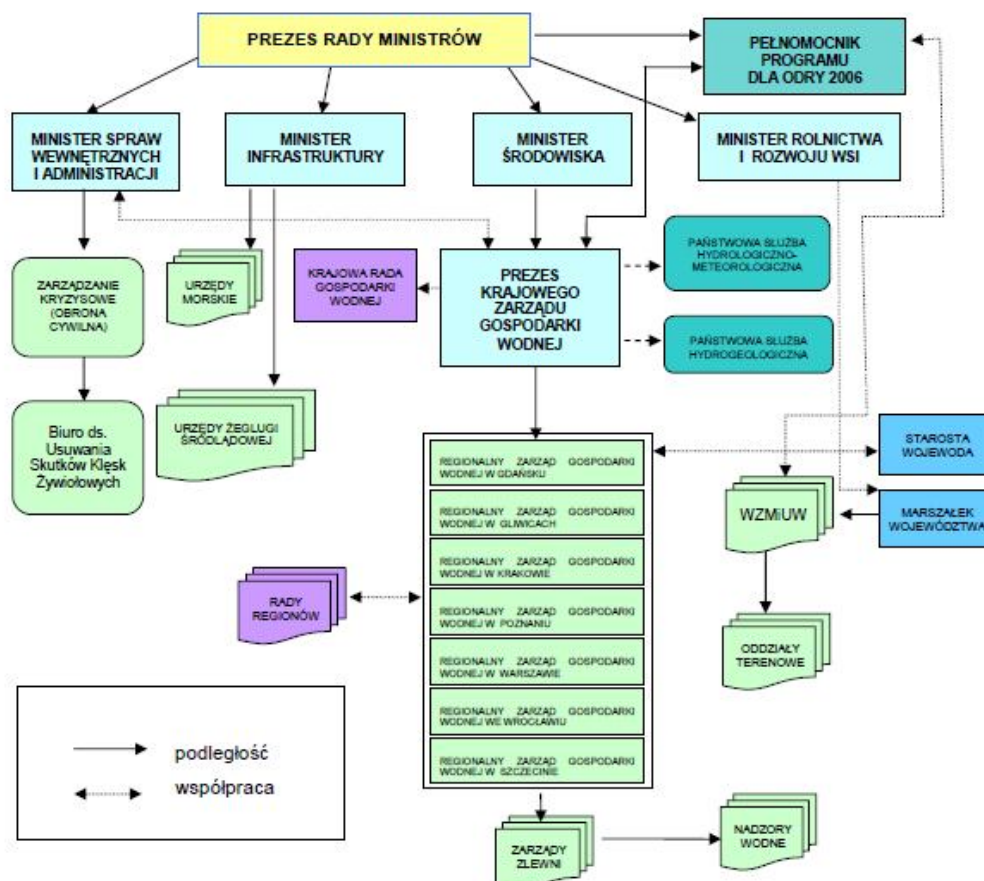 PREZES RADY MINISTRÓW
PEŁNOMOCNIK
PROGRAMU
DLA ODRY 2006
MINISTER SPRAW
WEWNĘTRZNYCH
I ADMINISTRACJI
MINISTER
INFRASTRUKTURY
MINISTER
ŚRODOWISKA
MINISTER ROLNICTWA
I ROZWOJU WSI
ZARZĄDZANIE
KRYZYSOWE
(OBRONA
CYWILNA)
URZĘDY
MORSKIE
KRAJOWA RADA
GOSPODARKI
WODNEJ
PREZES
KRAJOWEGO
ZARZĄDU
GOSPODARKI
WODNEJ
PAŃSTWOWA SŁUŻBA
HYDROLOGICZNO-
METEOROLOGICZNA
PAŃSTWOWA SŁUŻBA
HYDROGEOLOGICZNA
Biuro ds.
Usuwania
Skutków Klęsk
Żywiołowych
URZĘDY ŻEGLUGI
ŚRÓDLĄDOWEJ
REGIONALNY ZARZĄD GOSPODARKI
WODNEJ W GDAŃSKU
REGIONALNY ZARZĄD GOSPODARKI
WODNEJ W GLIWICACH
REGIONALNY ZARZĄD GOSPODARKI
WODNEJ W KRAKOWIE
REGIONALNY ZARZĄD GOSPODARKI
WODNEJ W POZNANIU
REGIONALNY ZARZĄD GOSPODARKI
WODNEJ W WARSZAWIE
REGIONALNY ZARZĄD GOSPODARKI
WODNEJ WE WROCŁAWIU
REGIONALNY ZARZĄD GOSPODARKI
WODNEJ W SZCZECINIE
STAROSTA
WOJEWODA
WZMiUW
MARSZAŁEK
WOJEWÓDZTWA
RADY
REGIONÓW
ODDZIAŁY
TERENOWE
podległość
współpraca
ZARZĄDY
ZLEWNI
NADZORY
WODNE